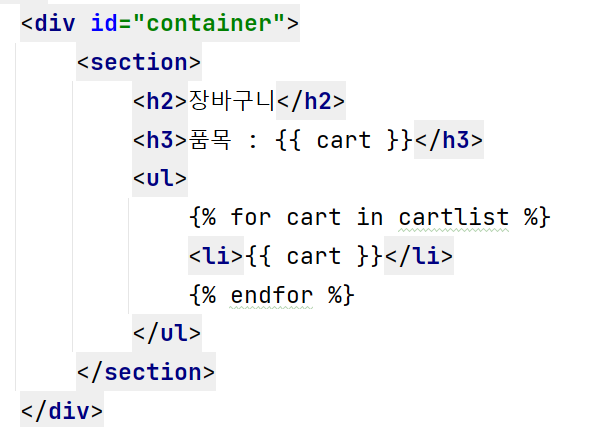 <div id="container">
<section>
<h2>장바구니</h2>
<h3>품목 : {{ cart }}</h3>
<ul>
{% for cart in cartlist %}
<li>{{ cart }}</li>
{% endfor %}
</ul>
</section>
</div>